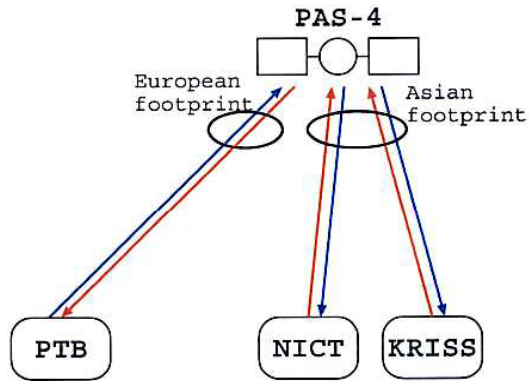 PAS-4
European
footprint
Asian
footprint
PTB
NICT
KRISS